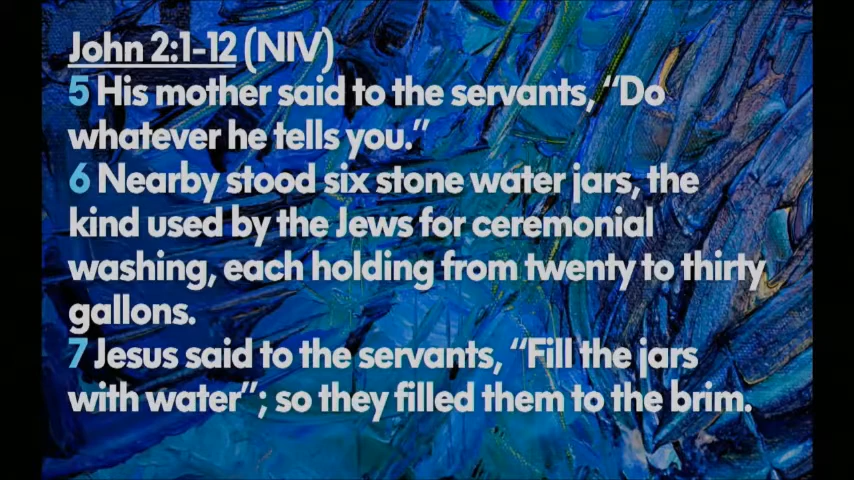 John 2:1-12 (NIV)
5 His mother said to the servants, “Do
whatever he tells you.”
6 Nearby stood six stone water jars, the
kind used by the Jews for ceremonial
washing, each holding from twenty to thirty
gallons.
7 Jesus said to the servants, “Fill the jars
with water”; so they filled them to the brim.